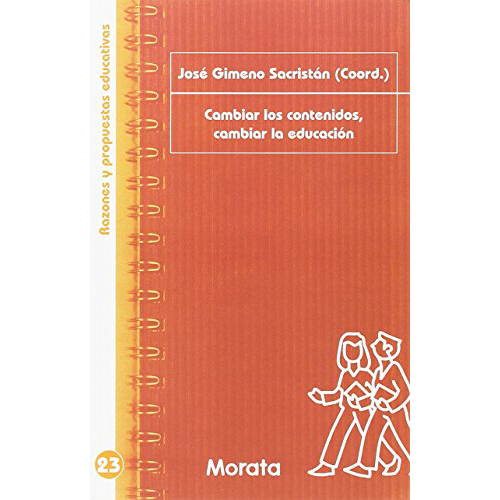 José Gimeno Sacristán (Coord.)
Cambiar los contenidos,
cambiar la educación
Razones y propuestas educativas
23
Morata